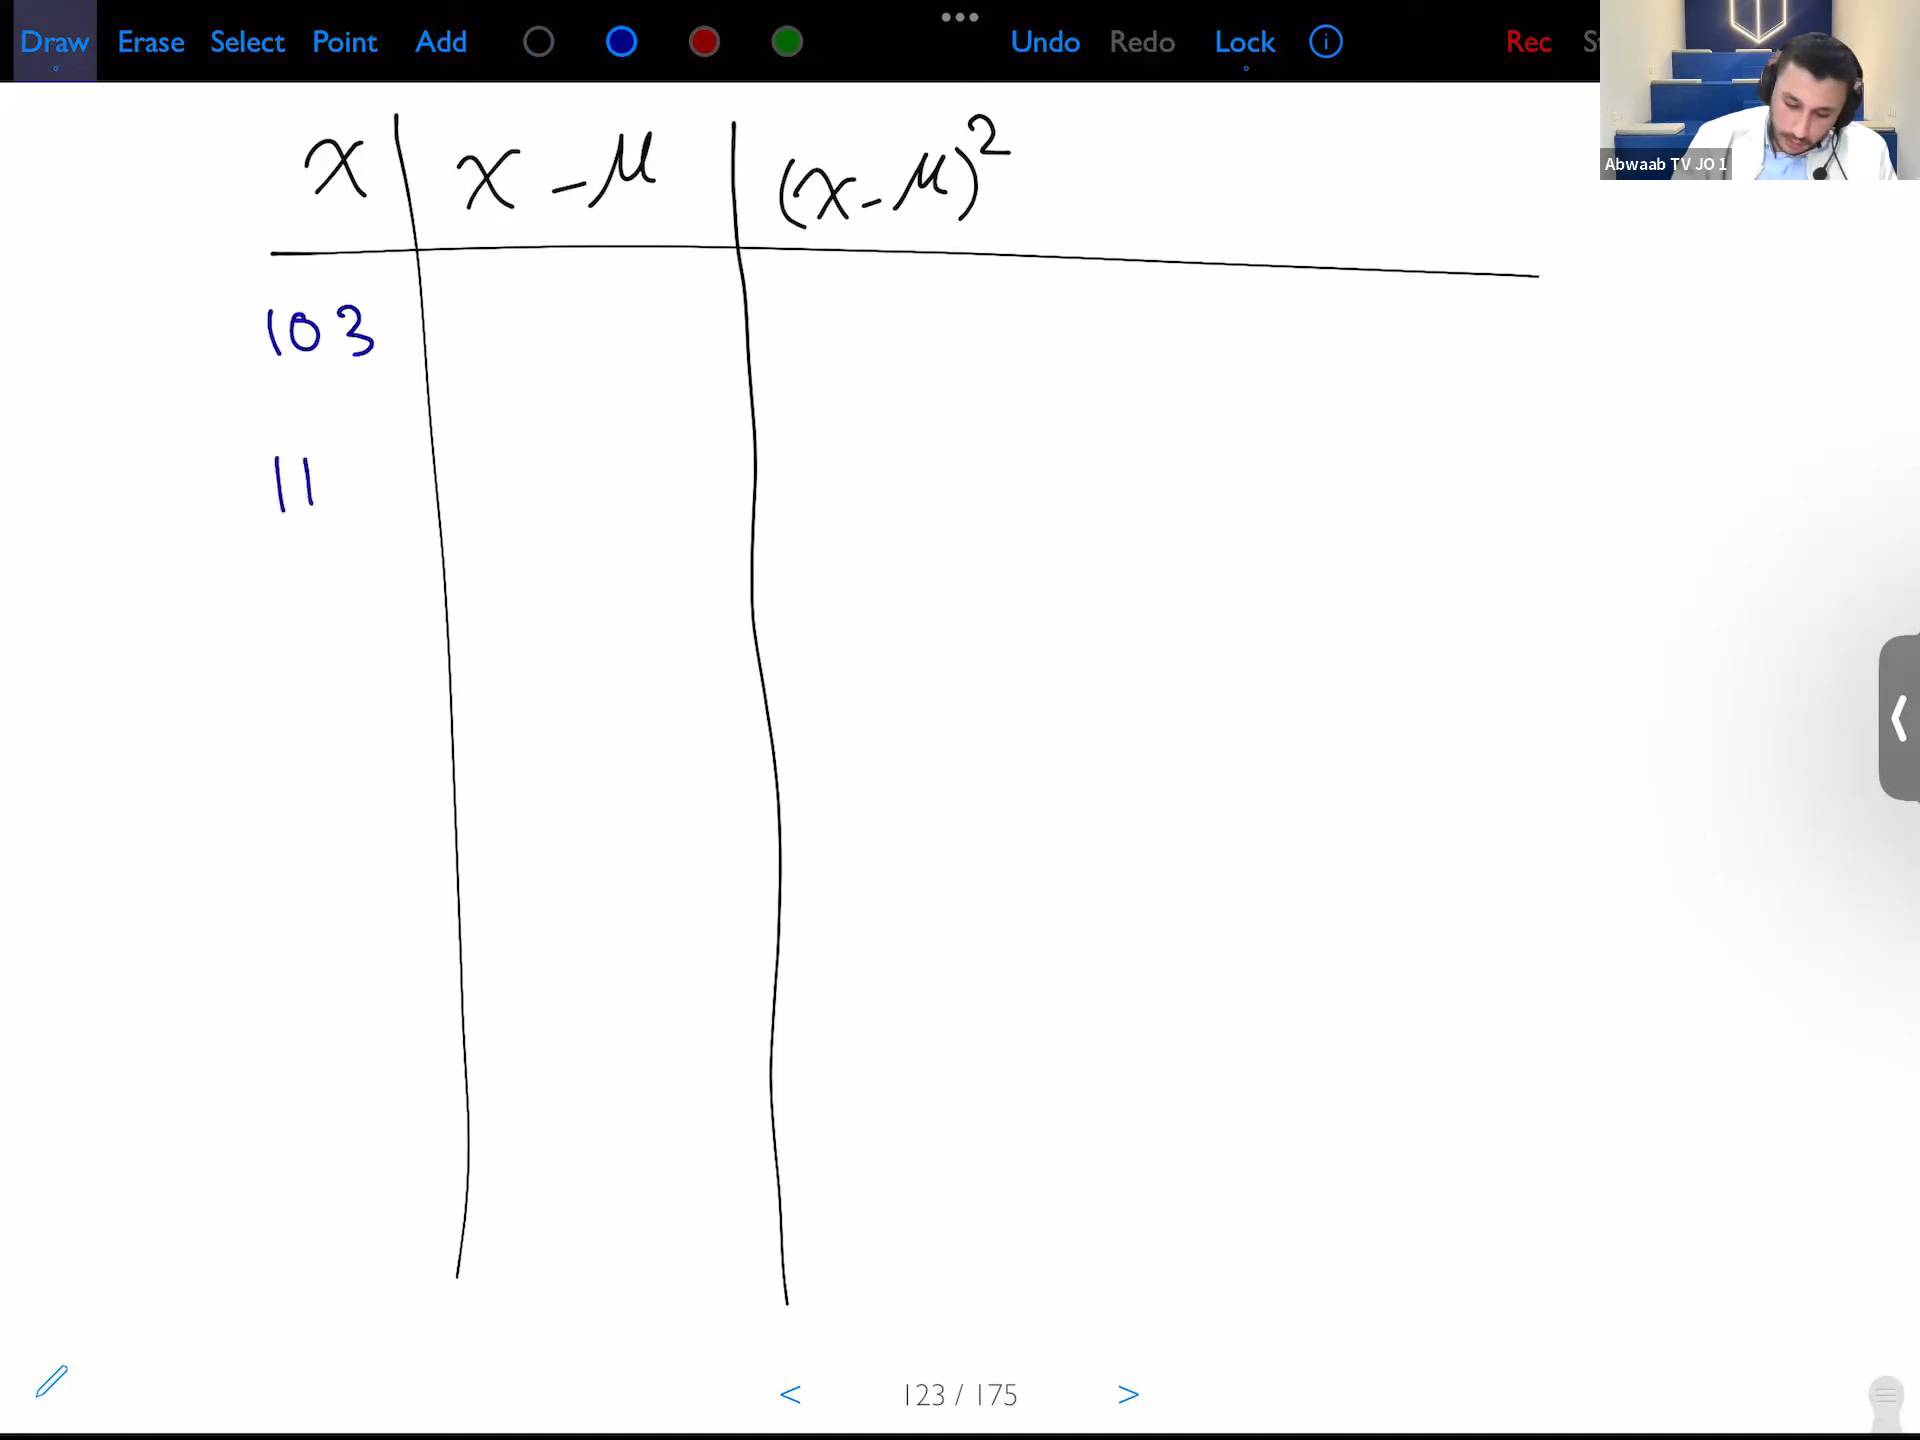 Draw Erase Select Point Add Undo Redo Lock Rec
Abwaab TV JO 1
x x - μ (x - μ)²
103
11
< 123 / 175 >